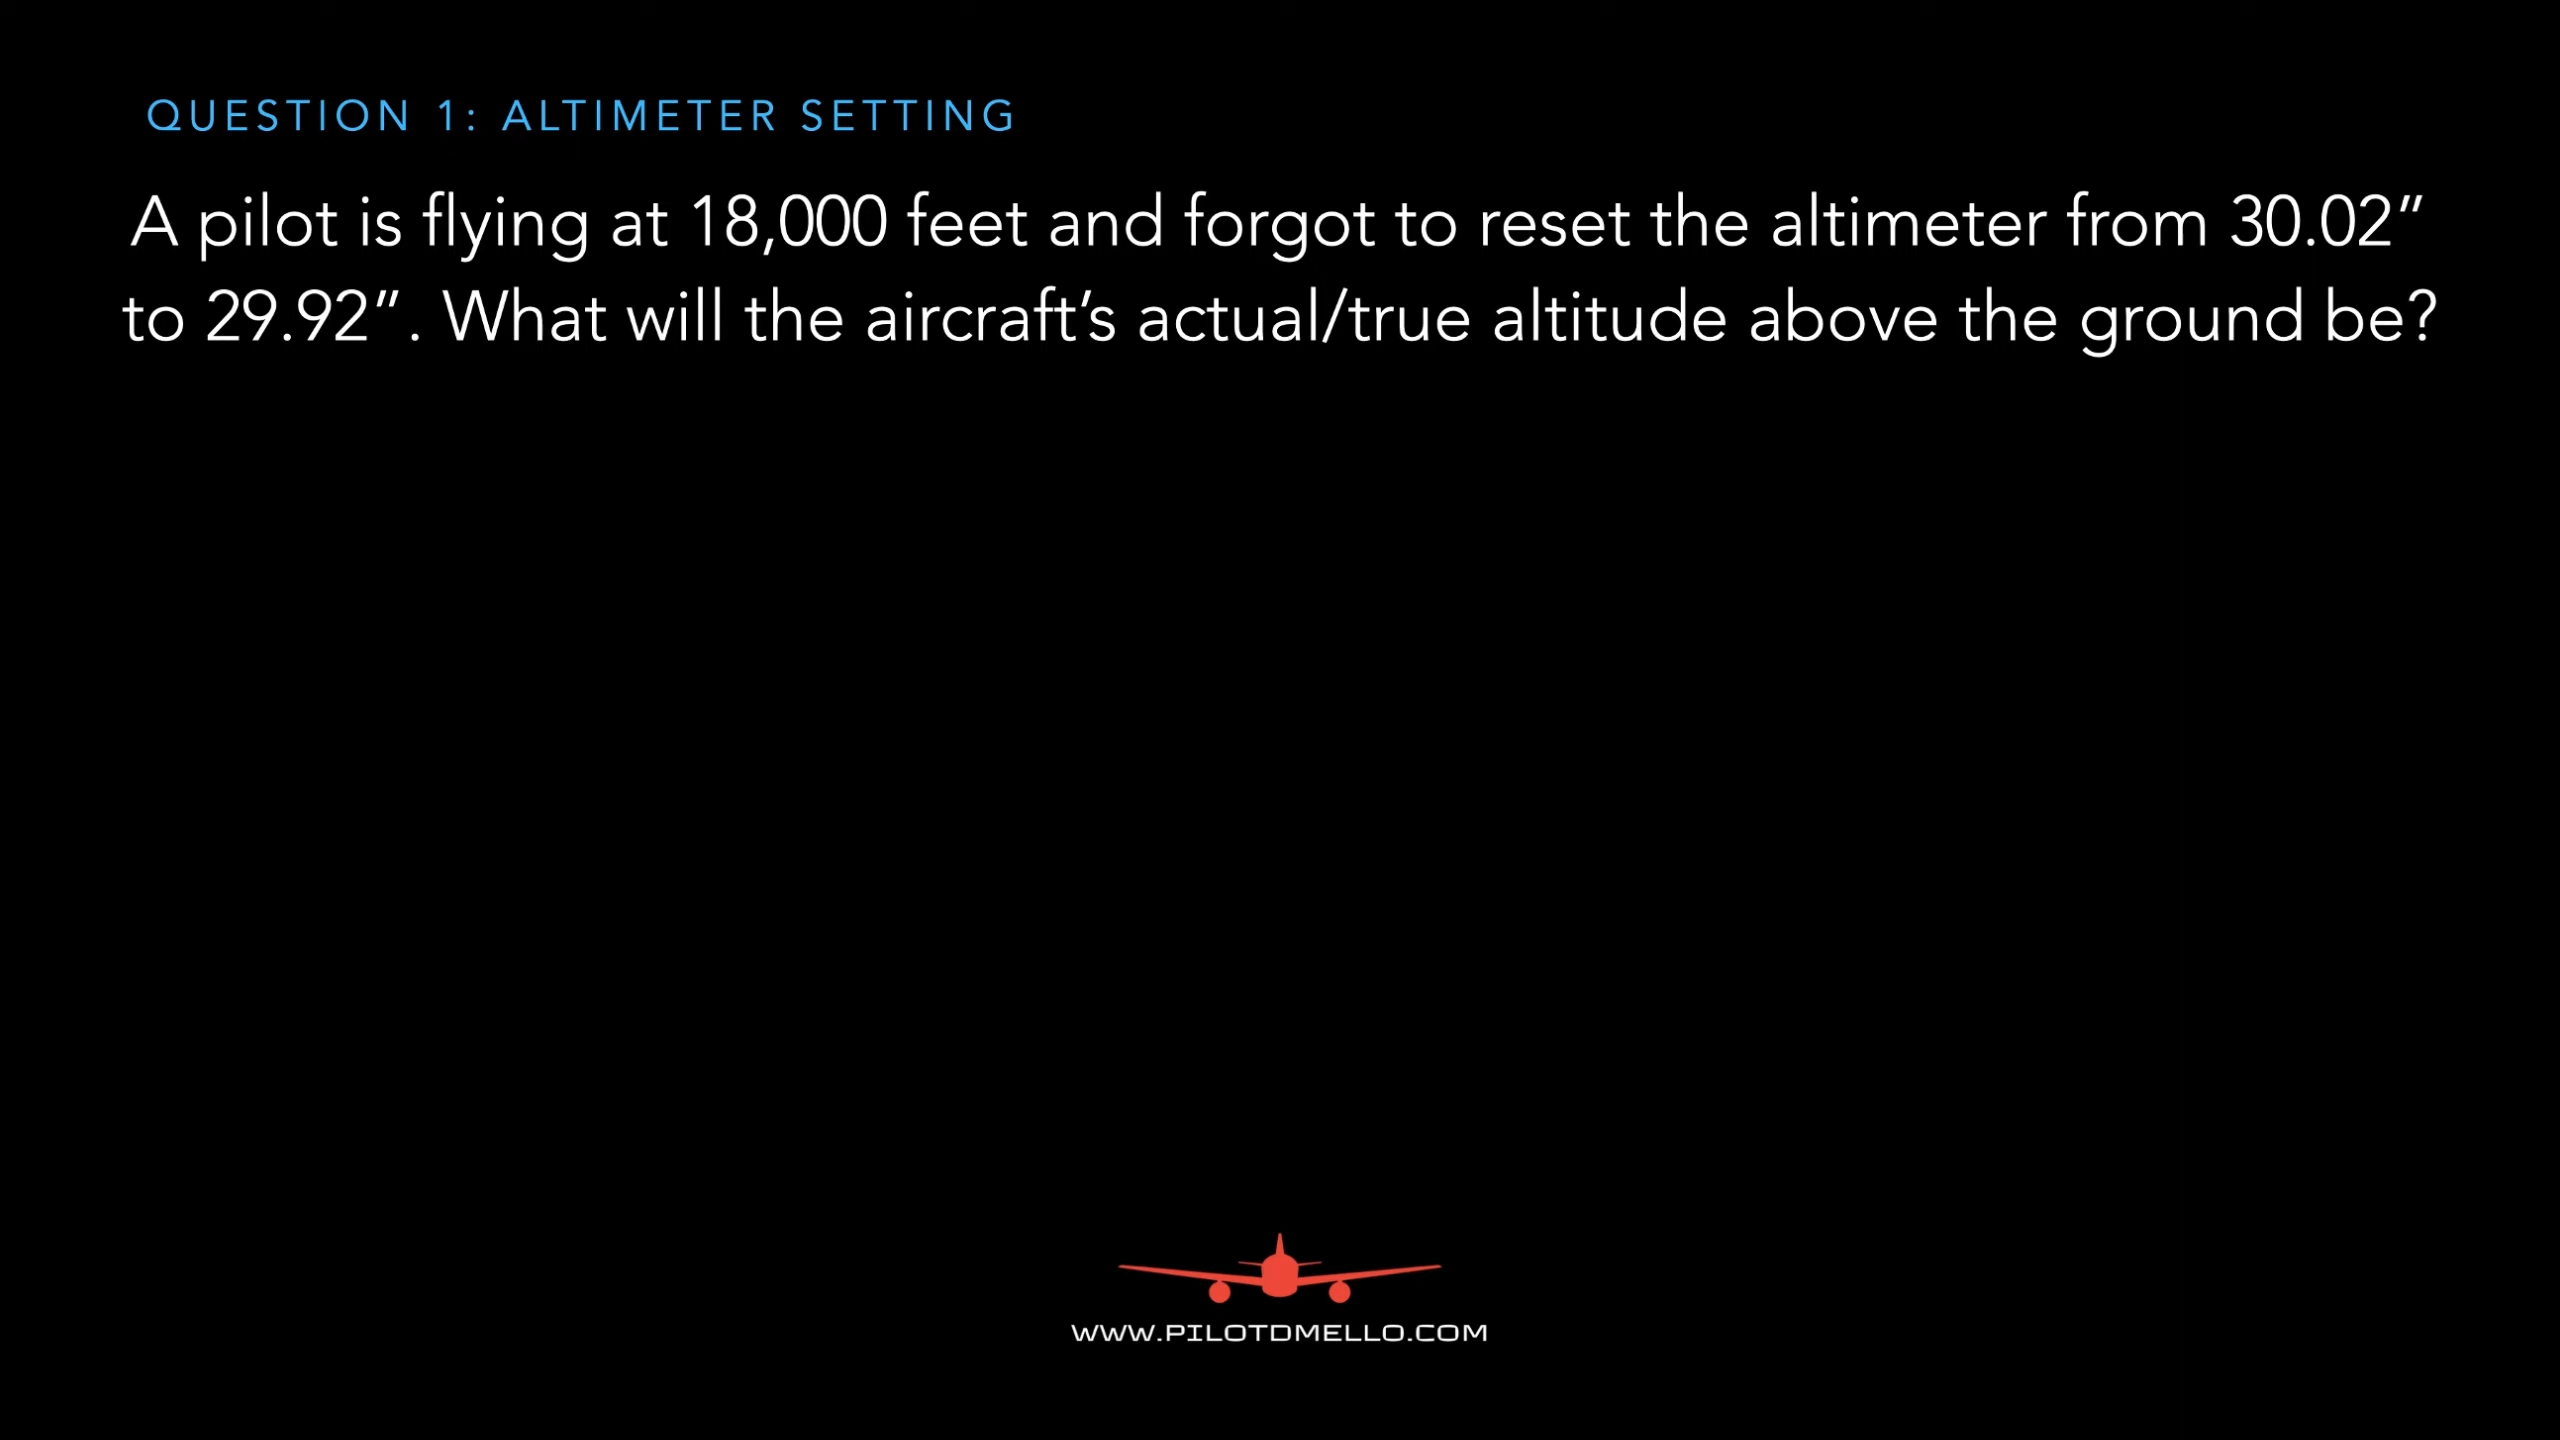 QUESTION 1: ALTIMETER SETTING
A pilot is flying at 18,000 feet and forgot to reset the altimeter from 30.02”
to 29.92”. What will the aircraft’s actual/true altitude above the ground be?
WWW.PILOTDMELLO.COM